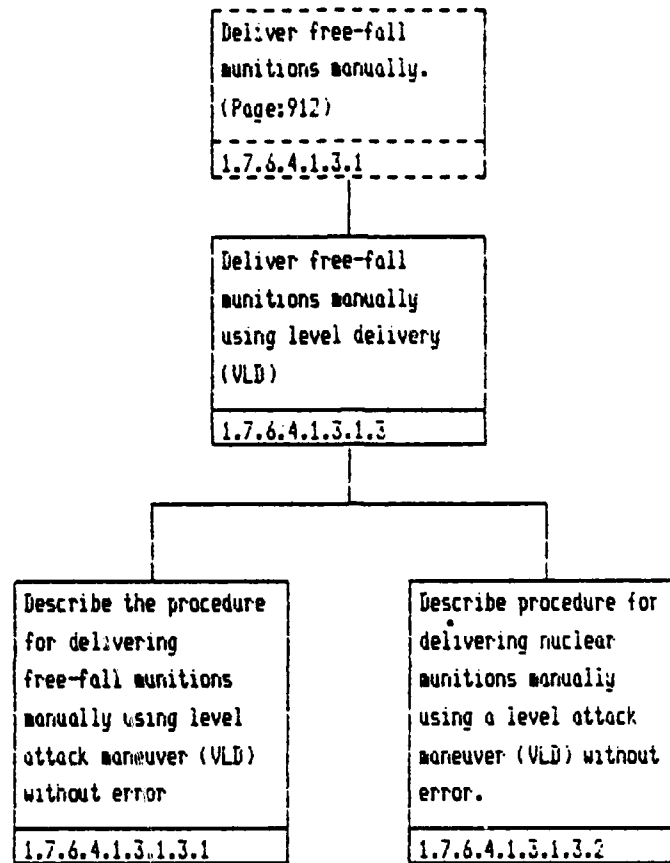 Deliver free-fall
munitions manually.
(Page:912)
1.7.6.4.1.3.1
Deliver free-fall
munitions manually
using level delivery
(VLD)
1.7.6.4.1.3.1.3
Describe the procedure
for delivering
free-fall munitions
manually using level
attack maneuver (VLD)
without error
1.7.6.4.1.3.1.3.1
Describe procedure for
delivering nuclear
munitions manually
using a level attack
maneuver (VLD) without
error.
1.7.6.4.1.3.1.3.2